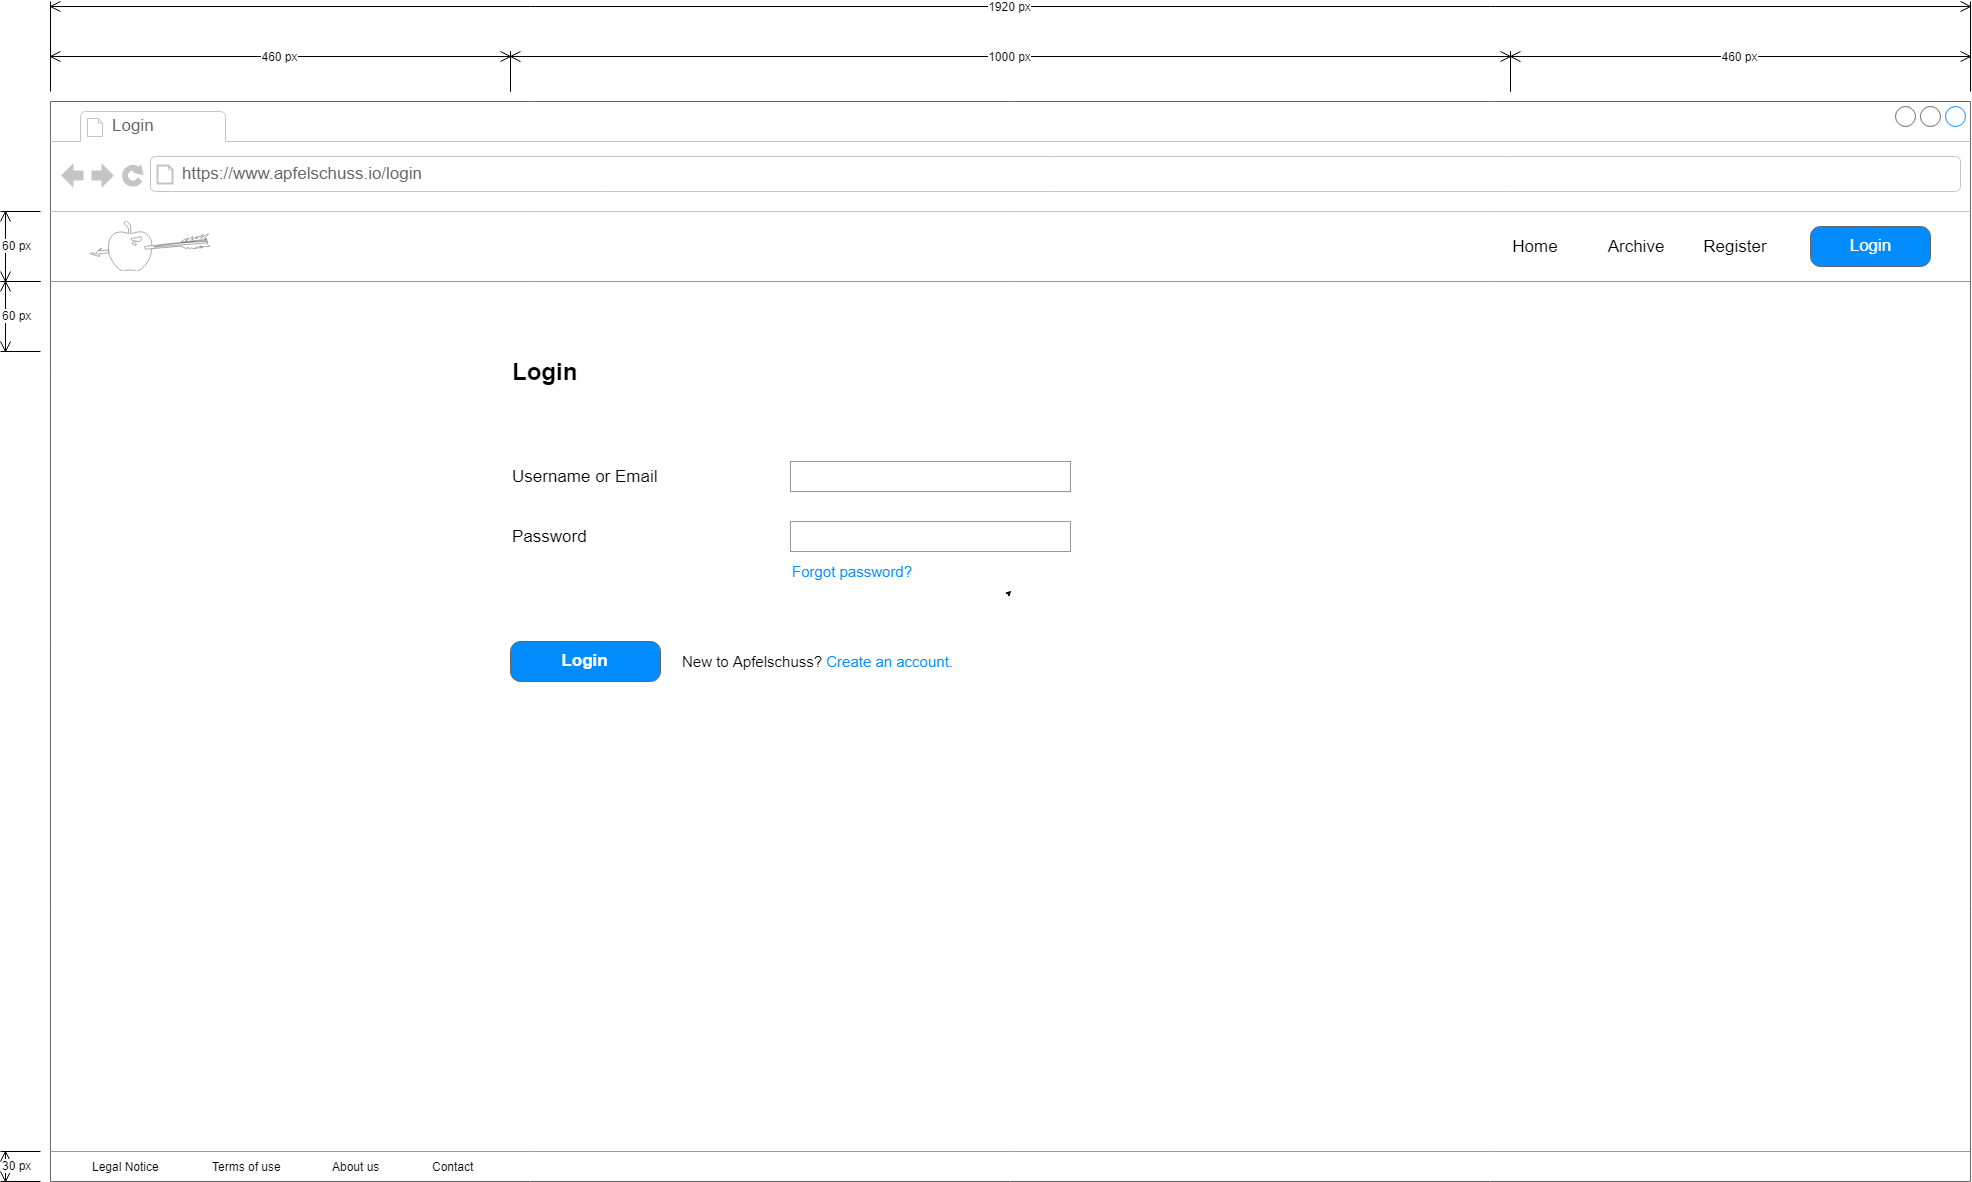 1920 px
460 px
1000 px
460 px
Login
https://www.apfelschuss.io/login
60 px
Home
Archive
Register
Login
60 px
Login
Username or Email
Password
Forgot password?
Login
New to Apfelschuss? Create an account.
30 px
Legal Notice
Terms of use
About us
Contact